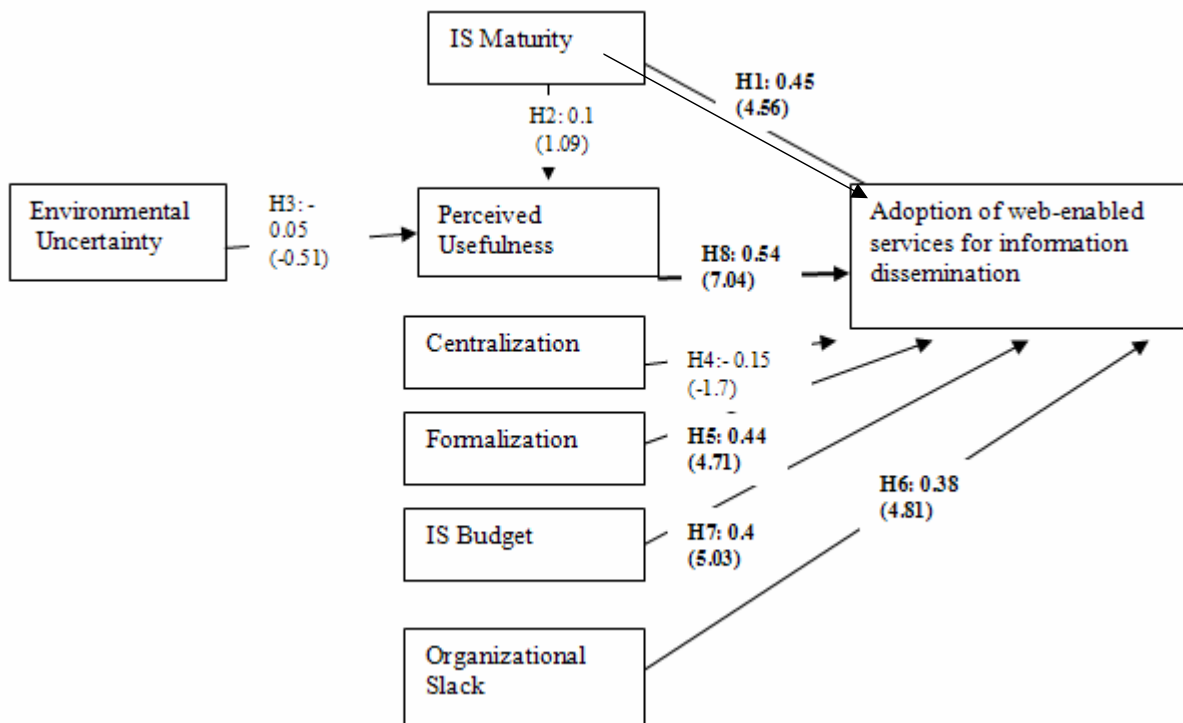 IS Maturity
H1: 0.45
(4.56)
H2: 0.1
(1.09)
Environmental
Uncertainty
H3: -
0.05
(-0.51)
Perceived
Usefulness
H8: 0.54
(7.04)
Adoption of web-enabled
services for information
dissemination
Centralization
H4:- 0.15
(-1.7)
Formalization
H5: 0.44
(4.71)
IS Budget
H7: 0.4
(5.03)
H6: 0.38
(4.81)
Organizational
Slack